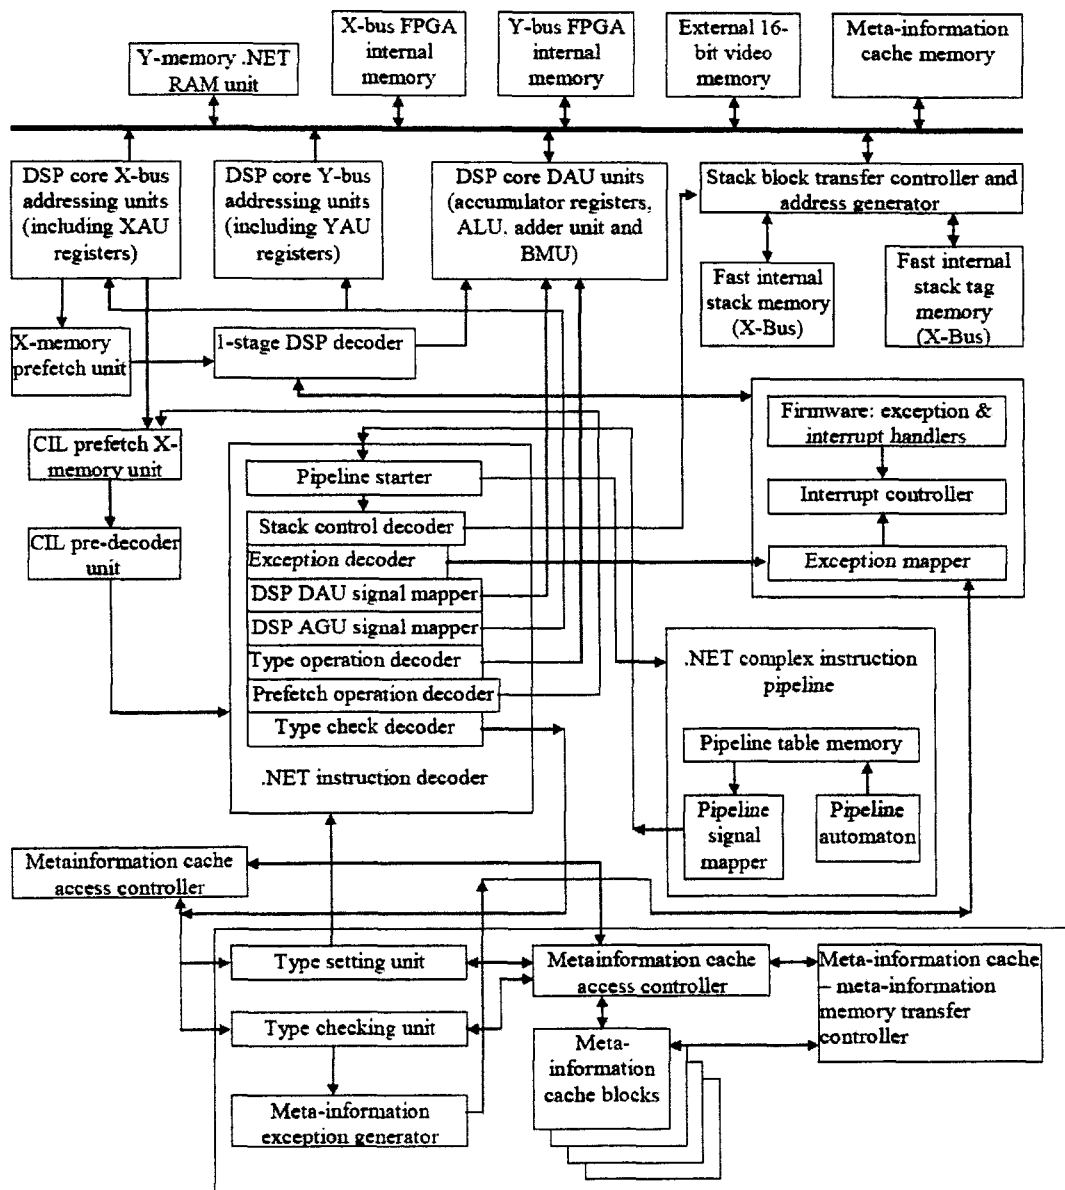 Y-memory .NET
RAM unit
X-bus FPGA
internal
memory
Y-bus FPGA
internal
memory
External 16-
bit video
memory
Meta-information
cache memory
DSP core X-bus
addressing units
(including XAU
registers)
DSP core Y-bus
addressing units
(including YAU
registers)
DSP core DAU units
(accumulator registers,
ALU, adder unit and
BMU)
Stack block transfer controller and
address generator
Fast internal
stack memory
(X-Bus)
Fast internal
stack tag
memory
(X-Bus)
X-memory
prefetch unit
1-stage DSP decoder
CIL prefetch X-
memory unit
CIL pre-decoder
unit
Pipeline starter
Stack control decoder
Exception decoder
DSP DAU signal mapper
DSP AGU signal mapper
Type operation decoder
Prefetch operation decoder
Type check decoder
.NET instruction decoder
Firmware: exception &
interrupt handlers
Interrupt controller
Exception mapper
.NET complex instruction
pipeline
Pipeline table memory
Pipeline
signal
mapper
Pipeline
automaton
Metainformation cache
access controller
Type setting unit
Type checking unit
Meta-information
exception generator
Metainformation cache
access controller
Meta-
information
cache blocks
Meta-information cache
– meta-information
memory transfer
controller